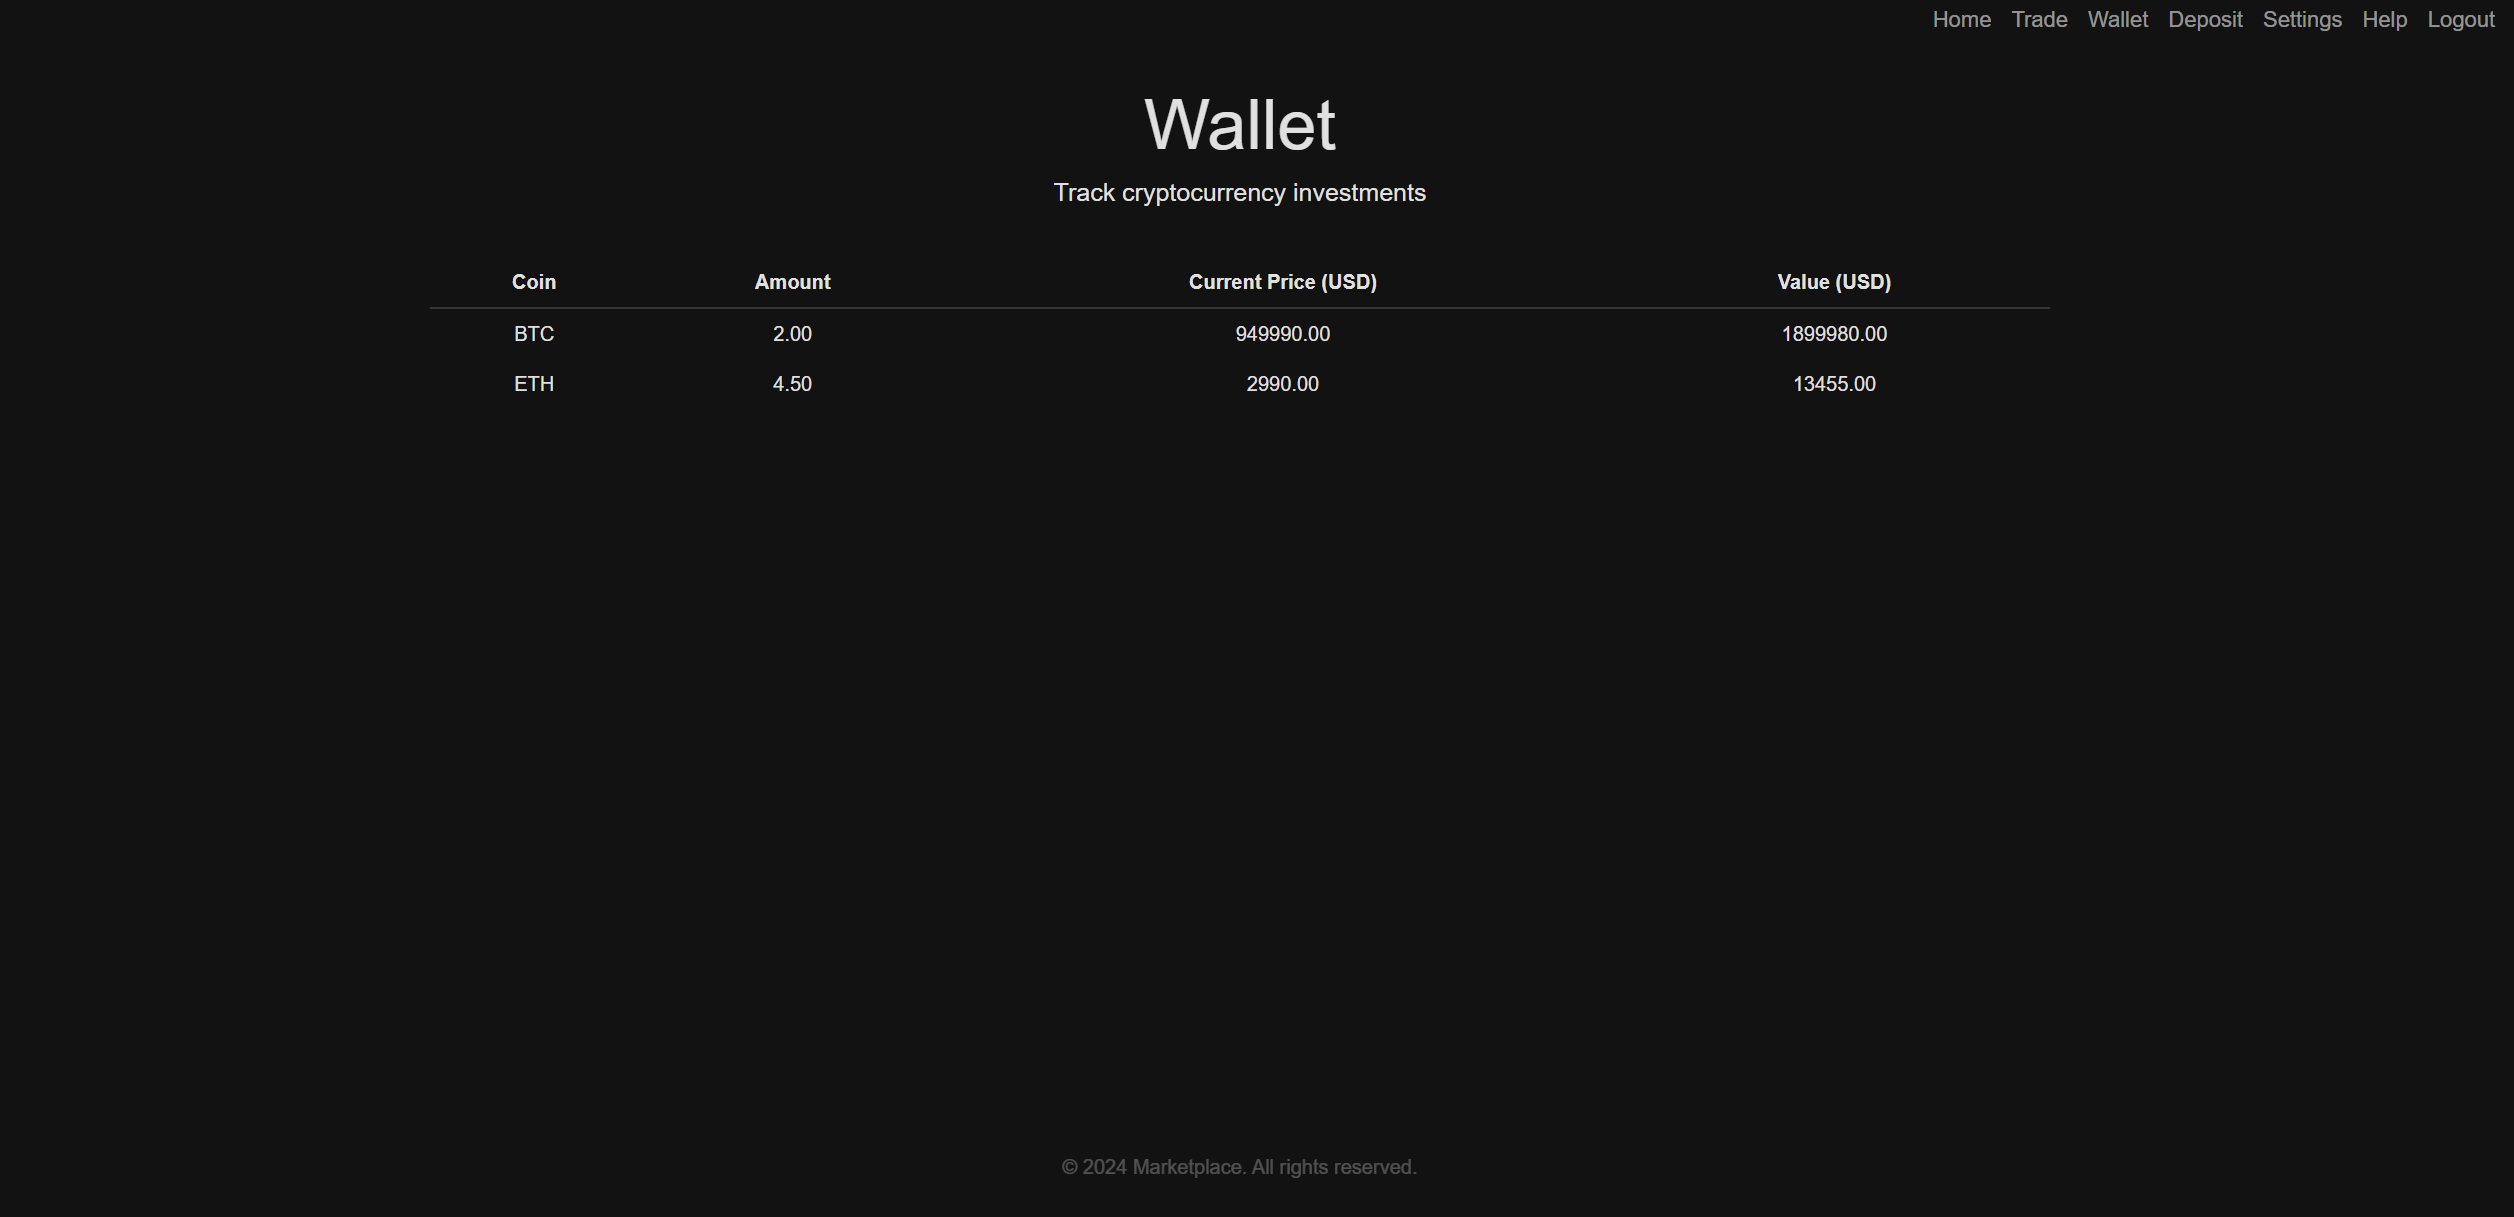 Home Trade Wallet Deposit Settings Help Logout
Wallet
Track cryptocurrency investments
Coin Amount Current Price (USD) Value (USD)
BTC 2.00 949990.00 1899980.00
ETH 4.50 2990.00 13455.00
© 2024 Marketplace. All rights reserved.